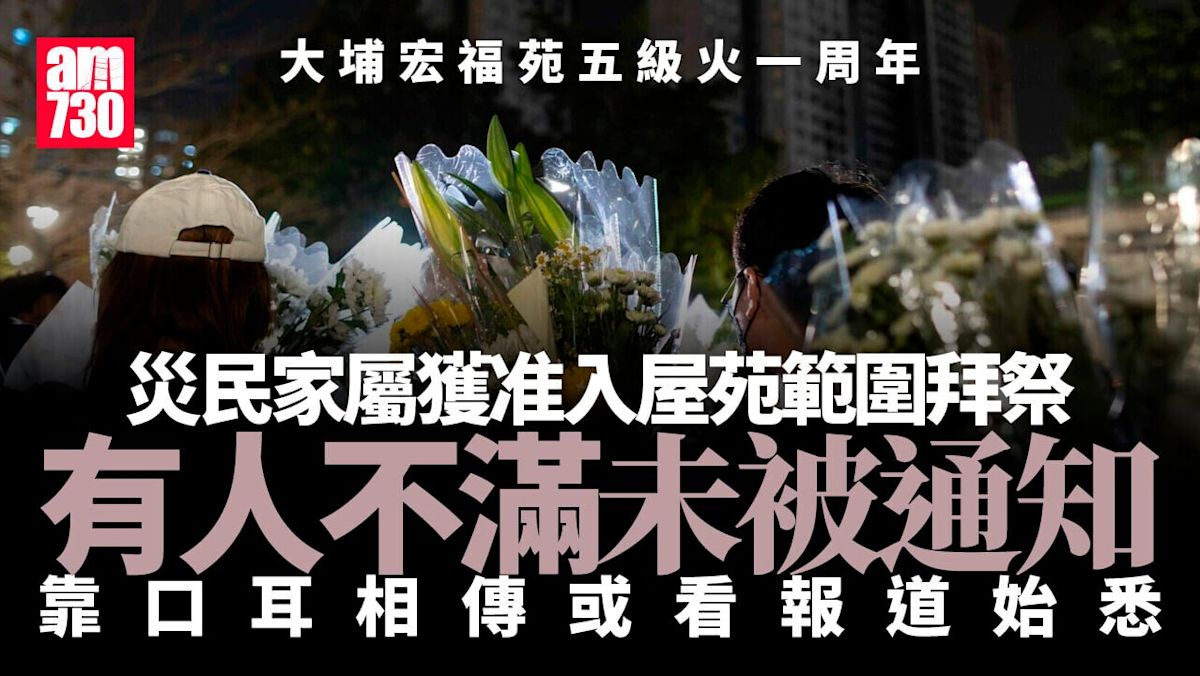 am
730
大埔宏福苑五級火一周年
災民家屬獲准入屋苑範圍拜祭
有人不滿未被通知
靠口耳相傳或看報道始悉